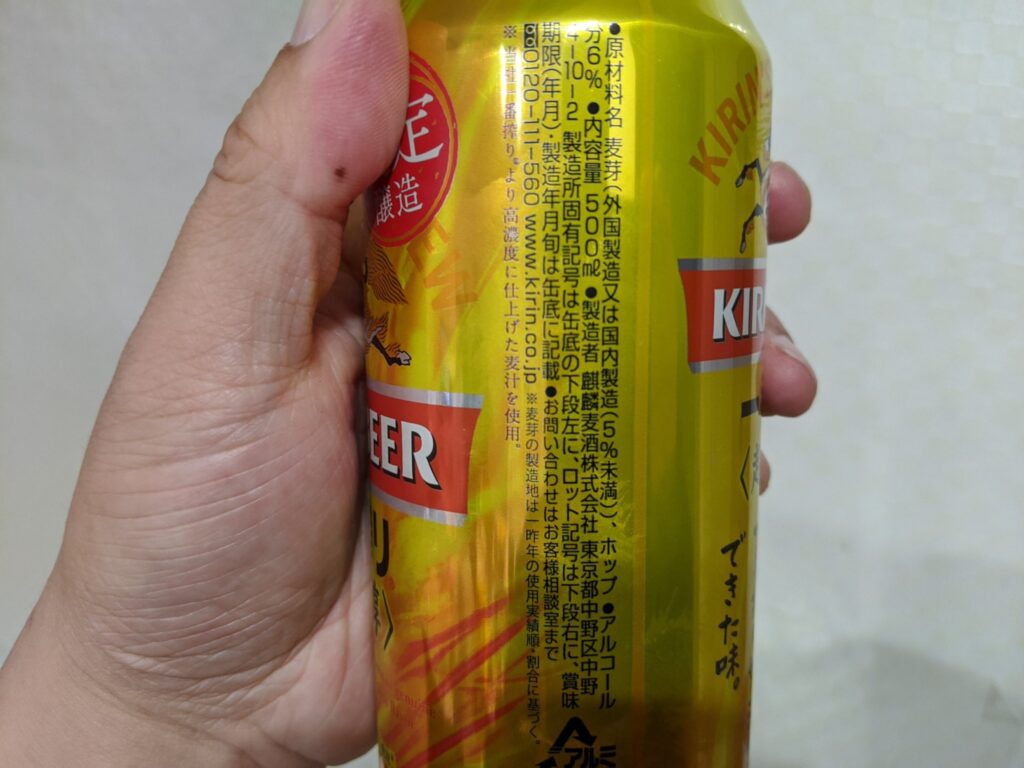 ●原材料名 麦芽(外国製造又は国内製造(5%未満))、ホップ ●アルコール
分6% ●内容量 500㎖ ●製造者 麒麟麦酒株式会社 東京都中野区中野
4-10-2 製造所固有記号は缶底の下段左に、ロット記号は下段右に、賞味
期限(年月)・製造年月旬は缶底に記載 ●お問い合わせはお客様相談室まで
0120-111-560 www.kirin.co.jp ※麦芽の製造地は一昨年の使用実績順・割合に基づく。
※当社一番搾り®より高濃度に仕上げた麦汁を使用。
アルミ
定
醸造
BEER
KIRIN
できた味。